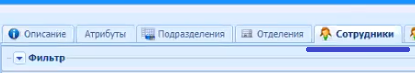 Описание Атрибуты Подразделения Отделения Сотрудники
Фильтр